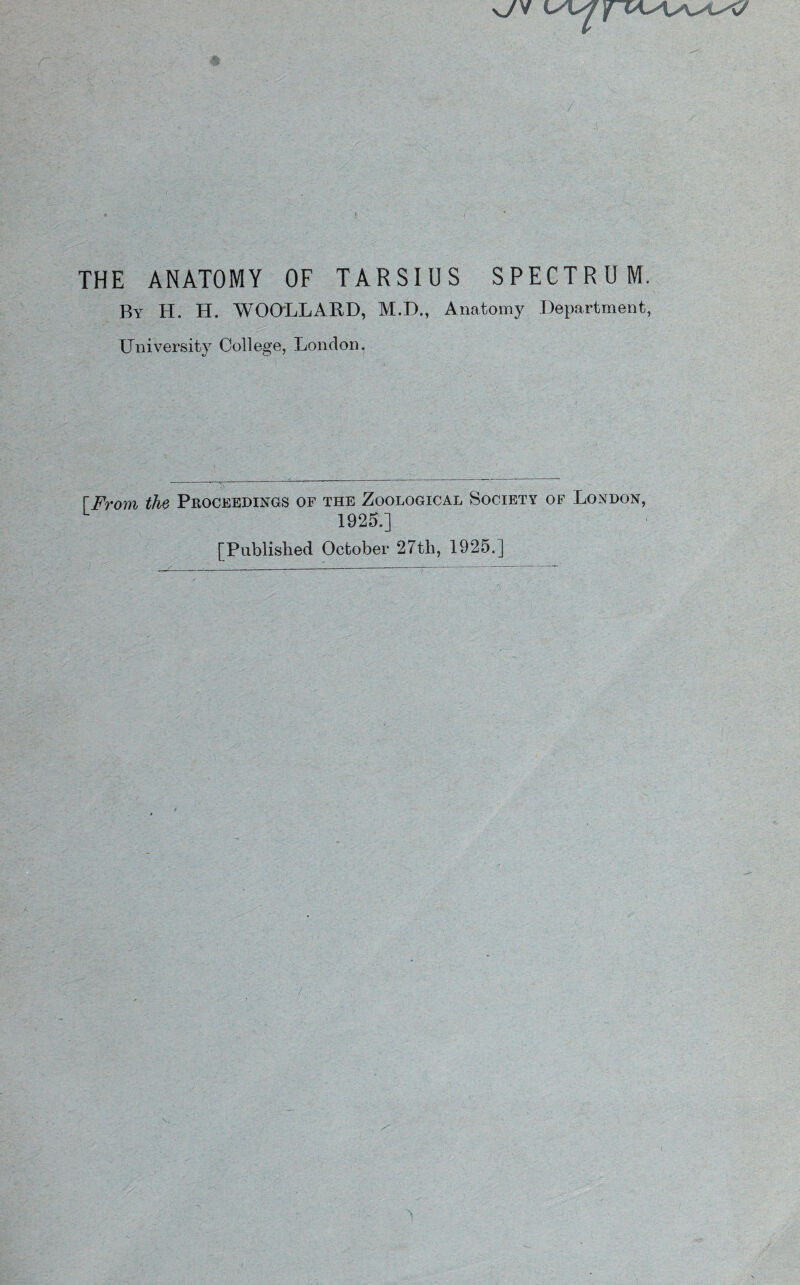 THE ANATOMY OF TARSIUS SPECTRUM.
By H. H. WOOLLARD, M.D., Anatomy Department,
University College, London.
[From the Proceedings of the Zoological Society of London,
1925.]
[Published October 27th, 1925.]